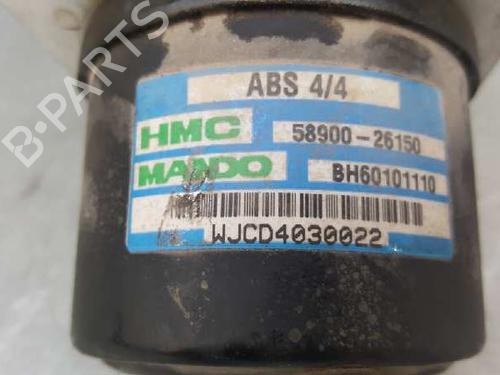 ABS 4/4
HMC 58900-26150
MANDO BH60101110
WJCD4030022
B-PARTS